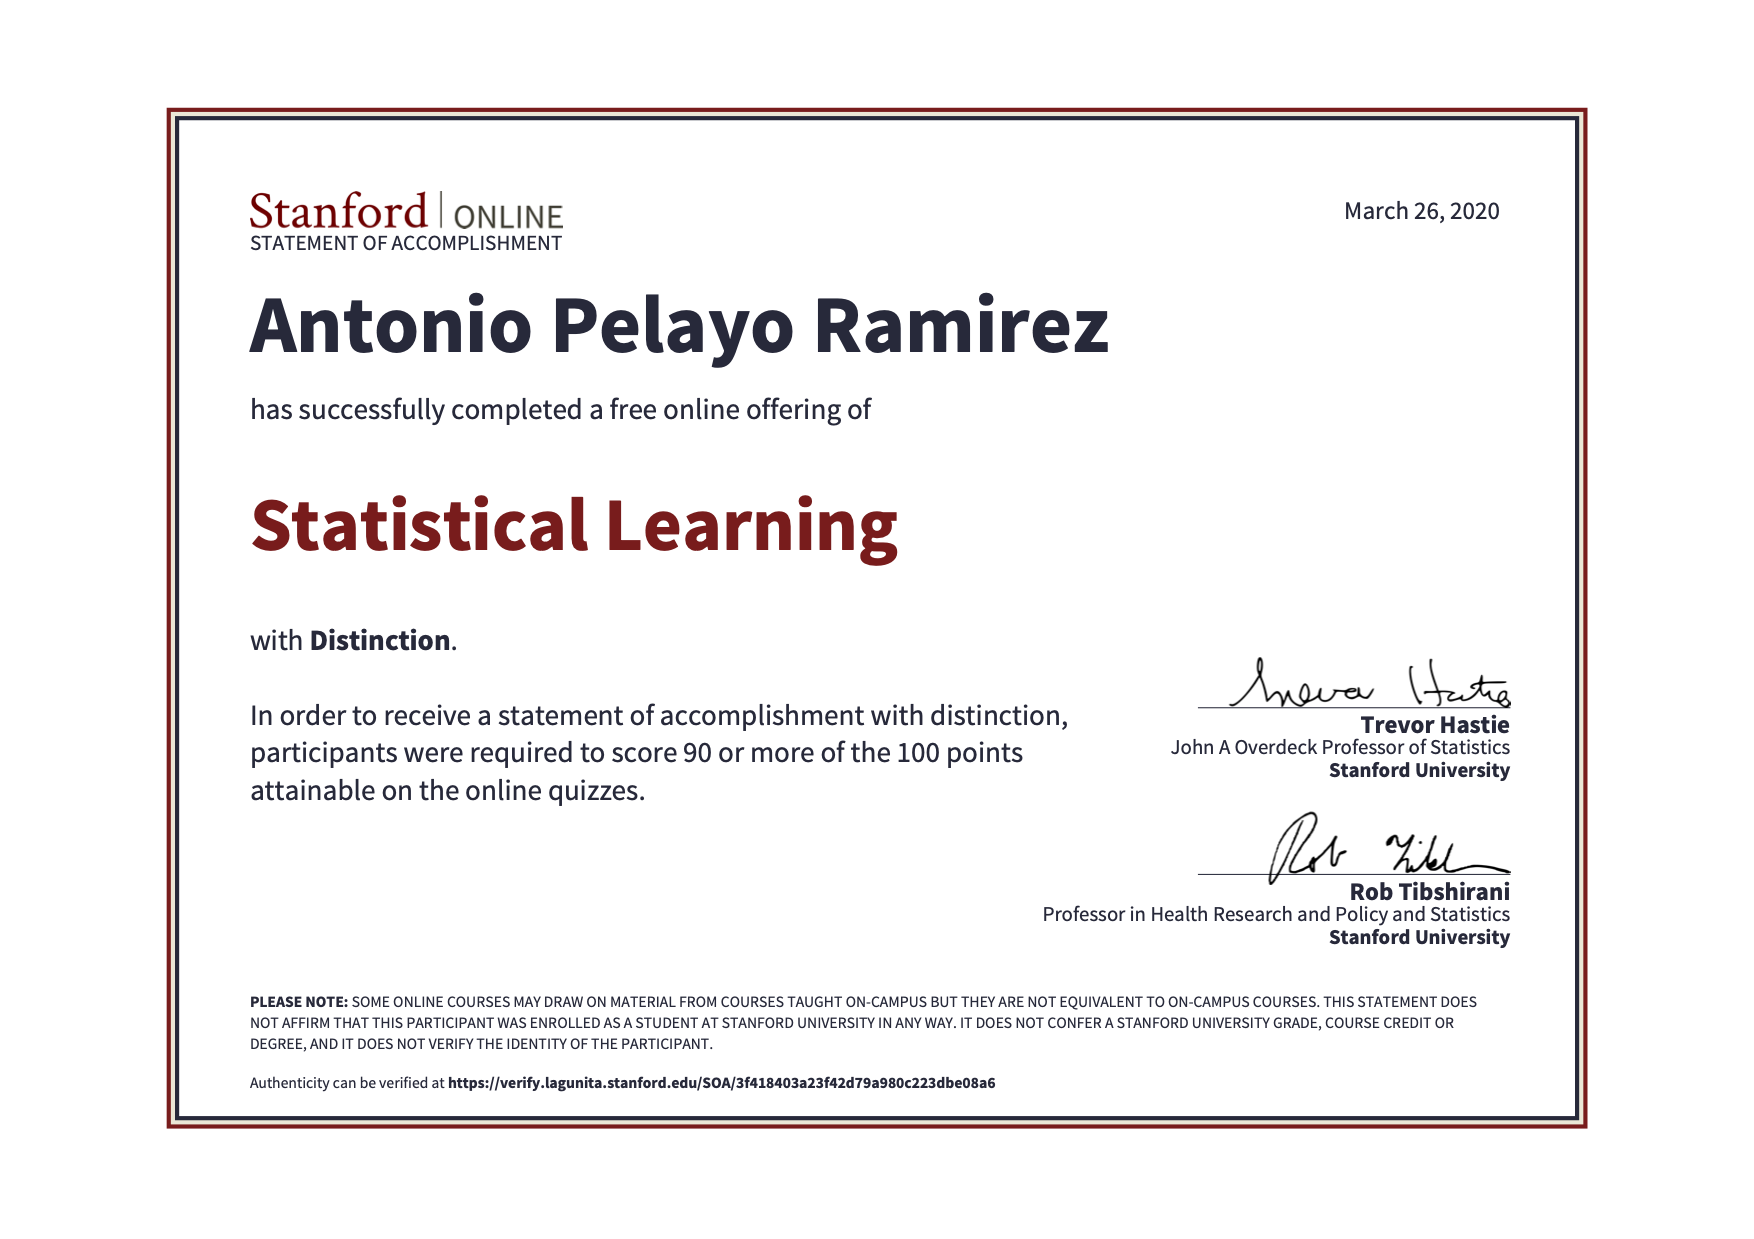 Stanford | ONLINE
STATEMENT OF ACCOMPLISHMENT
March 26, 2020
Antonio Pelayo Ramirez
has successfully completed a free online offering of
Statistical Learning
with Distinction.
In order to receive a statement of accomplishment with distinction,
participants were required to score 90 or more of the 100 points
attainable on the online quizzes.
Trevor Hastie
Trevor Hastie
John A Overdeck Professor of Statistics
Stanford University
Rob Tibshirani
Professor in Health Research and Policy and Statistics
Stanford University
PLEASE NOTE: SOME ONLINE COURSES MAY DRAW ON MATERIAL FROM COURSES TAUGHT ON-CAMPUS BUT THEY ARE NOT EQUIVALENT TO ON-CAMPUS COURSES. THIS STATEMENT DOES
NOT AFFIRM THAT THIS PARTICIPANT WAS ENROLLED AS A STUDENT AT STANFORD UNIVERSITY IN ANY WAY. IT DOES NOT CONFER A STANFORD UNIVERSITY GRADE, COURSE CREDIT OR
DEGREE, AND IT DOES NOT VERIFY THE IDENTITY OF THE PARTICIPANT.
Authenticity can be verified at https://verify.lagunita.stanford.edu/SOA/3f418403a23f42d79a980c223dbe08a6